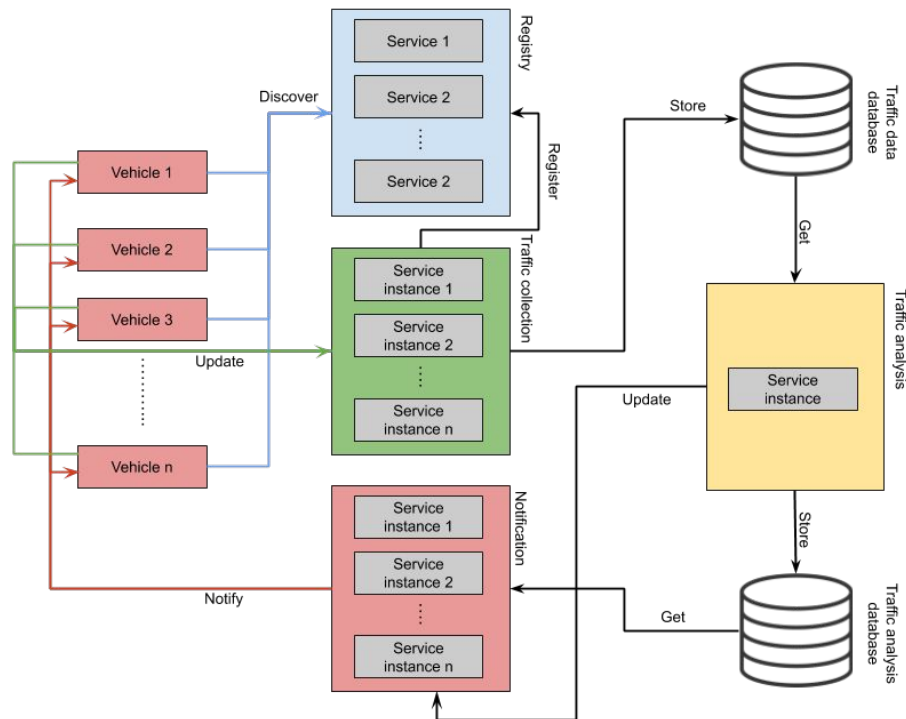 Service 1
Service 2
Service 2
Registry
Discover
Register
Vehicle 1
Vehicle 2
Vehicle 3
Vehicle n
Update
Service
instance 1
Service
instance 2
Service
instance n
Traffic collection
Store
Traffic data
database
Get
Traffic analysis
Service
instance
Update
Store
Traffic analysis
database
Get
Service
instance 1
Service
instance 2
Service
instance n
Notification
Notify